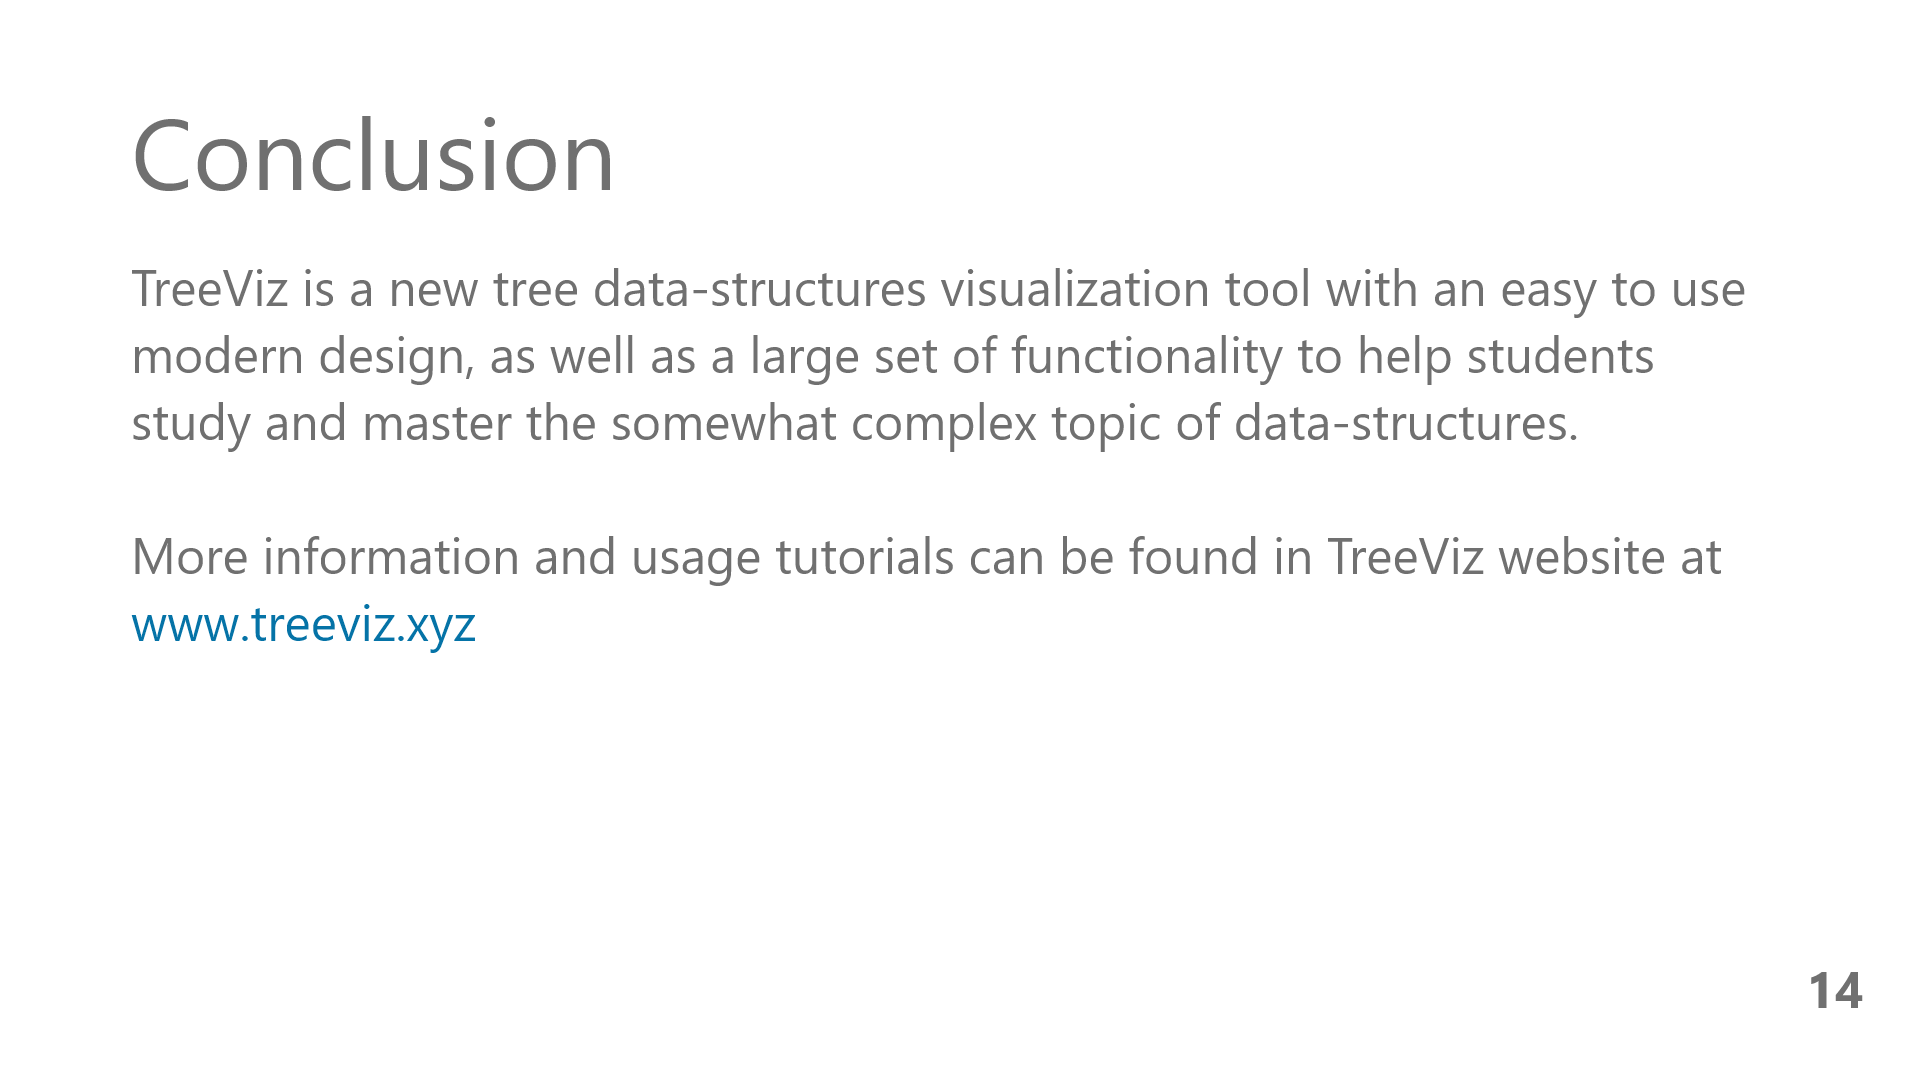 Conclusion
TreeViz is a new tree data-structures visualization tool with an easy to use
modern design, as well as a large set of functionality to help students
study and master the somewhat complex topic of data-structures.
More information and usage tutorials can be found in TreeViz website at
www.treeviz.xyz
14